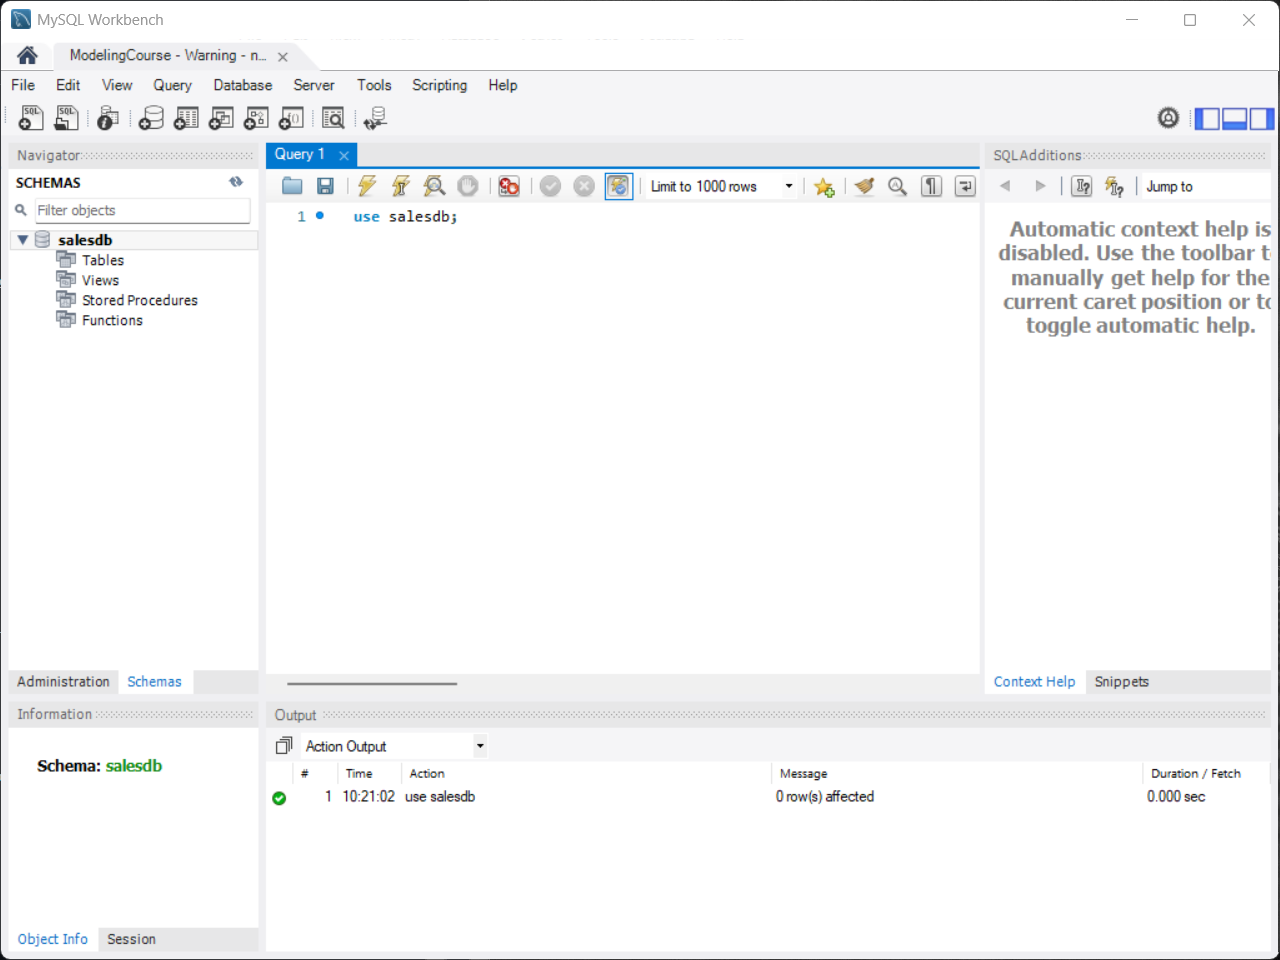 MySQL Workbench
ModelingCourse - Warning - n...
File Edit View Query Database Server Tools Scripting Help
SQL SQL
Navigator
SCHEMAS
Filter objects
salesdb
Tables
Views
Stored Procedures
Functions
Administration Schemas
Information
Schema: salesdb
Object Info Session
Query 1
Limit to 1000 rows
1 use salesdb;
SQLAdditions
Jump to
Automatic context help is
disabled. Use the toolbar t
manually get help for the
current caret position or to
toggle automatic help.
Context Help Snippets
Output
Action Output
# Time Action Message Duration / Fetch
1 10:21:02 use salesdb 0 row(s) affected 0.000 sec